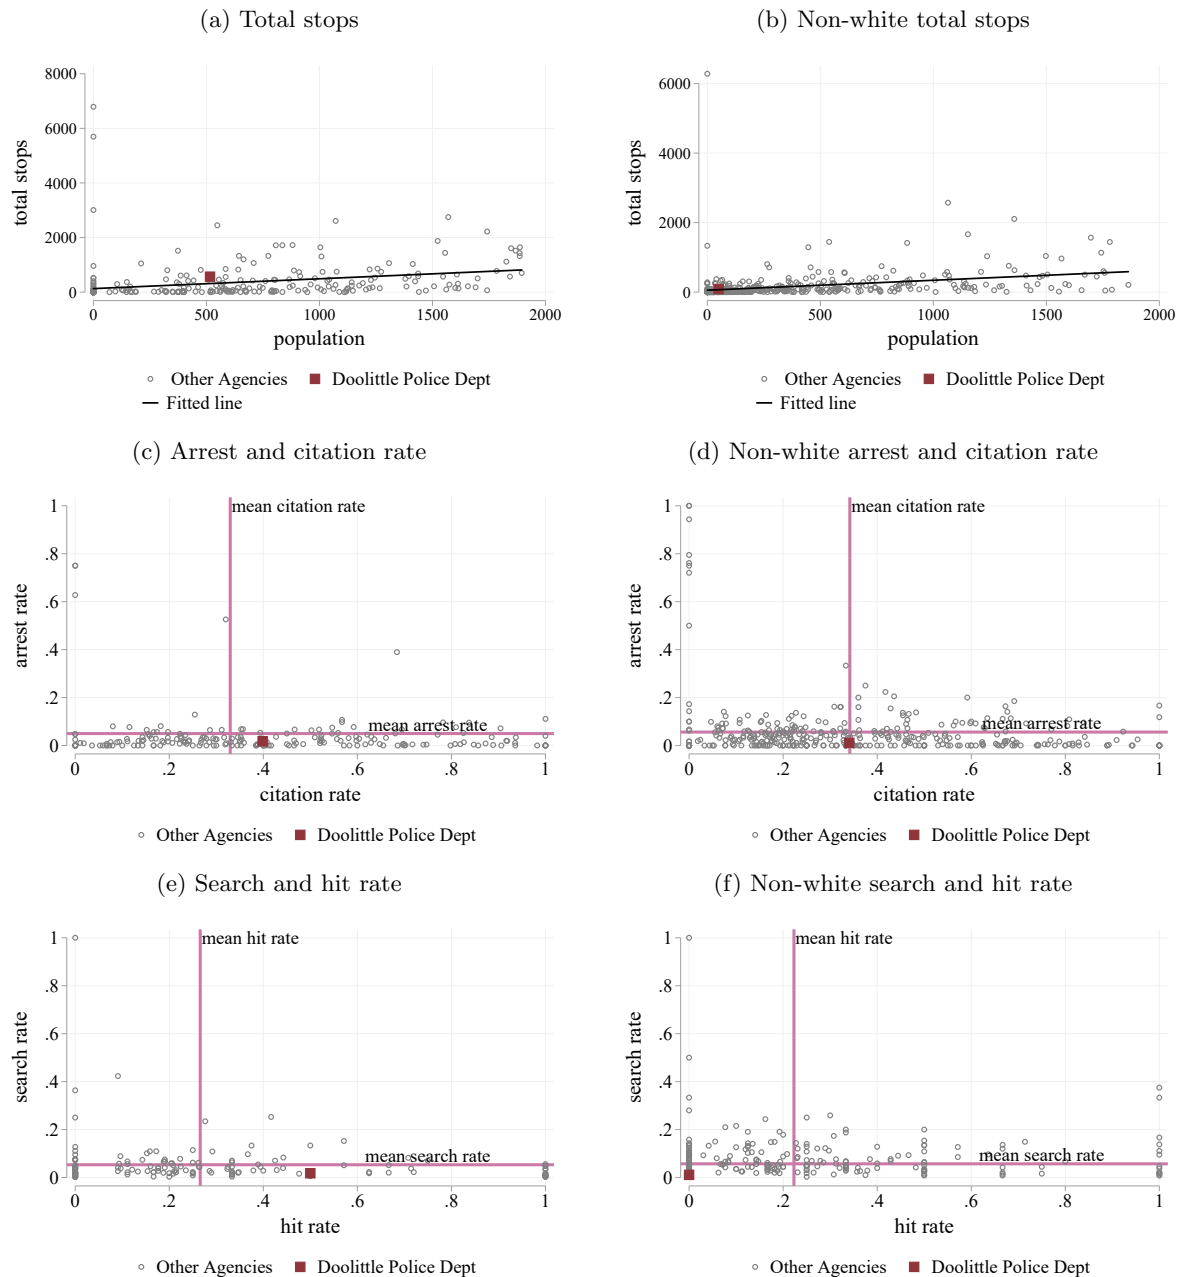 (a) Total stops
8000
6000
4000
2000
0
total stops
0 500 1000 1500 2000
population
Other Agencies Doolittle Police Dept
Fitted line
(b) Non-white total stops
6000
4000
2000
0
total stops
0 500 1000 1500 2000
population
Other Agencies Doolittle Police Dept
Fitted line
(c) Arrest and citation rate
mean citation rate
1
.8
.6
.4
.2
0
arrest rate
mean arrest rate
0 .2 .4 .6 .8 1
citation rate
Other Agencies Doolittle Police Dept
(d) Non-white arrest and citation rate
mean citation rate
1
.8
.6
.4
.2
0
arrest rate
mean arrest rate
0 .2 .4 .6 .8 1
citation rate
Other Agencies Doolittle Police Dept
(e) Search and hit rate
mean hit rate
1
.8
.6
.4
.2
0
search rate
mean search rate
0 .2 .4 .6 .8 1
hit rate
Other Agencies Doolittle Police Dept
(f) Non-white search and hit rate
mean hit rate
1
.8
.6
.4
.2
0
search rate
mean search rate
0 .2 .4 .6 .8 1
hit rate
Other Agencies Doolittle Police Dept